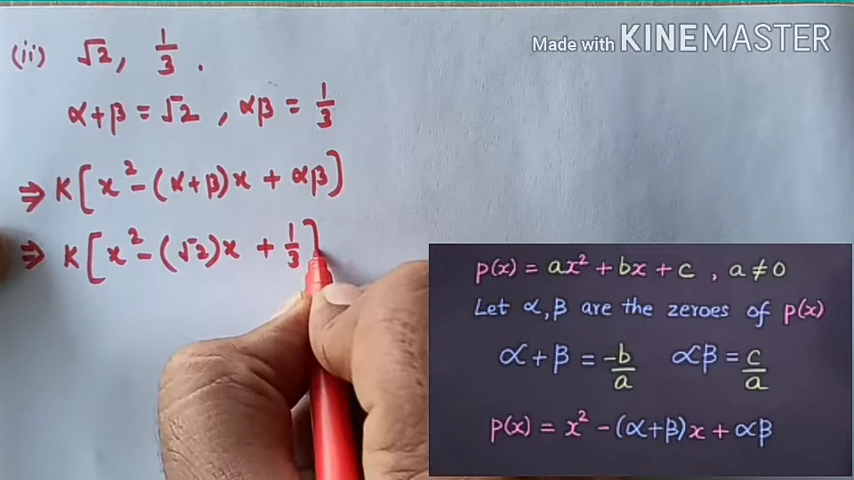 Made with KINEMASTER
(ii) √2, 1/3.
α+β = √2, αβ = 1/3
⇒ K[x² - (α+β)x + αβ]
⇒ K[x² - (√2)x + 1/3]
p(x) = ax² + bx + c , a ≠ 0
Let α, β are the zeroes of p(x)
α + β = -b/a αβ = c/a
p(x) = x² - (α+β)x + αβ